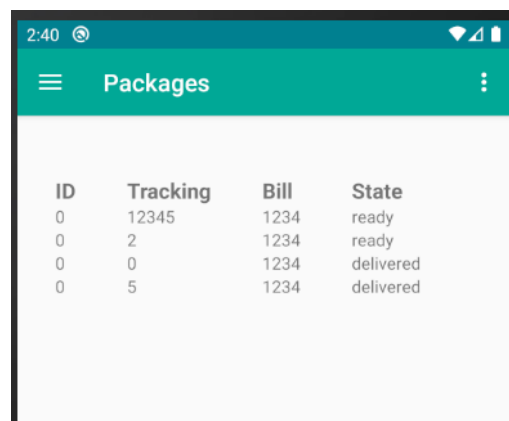 2:40
Packages
ID Tracking Bill State
0 12345 1234 ready
0 2 1234 ready
0 0 1234 delivered
0 5 1234 delivered